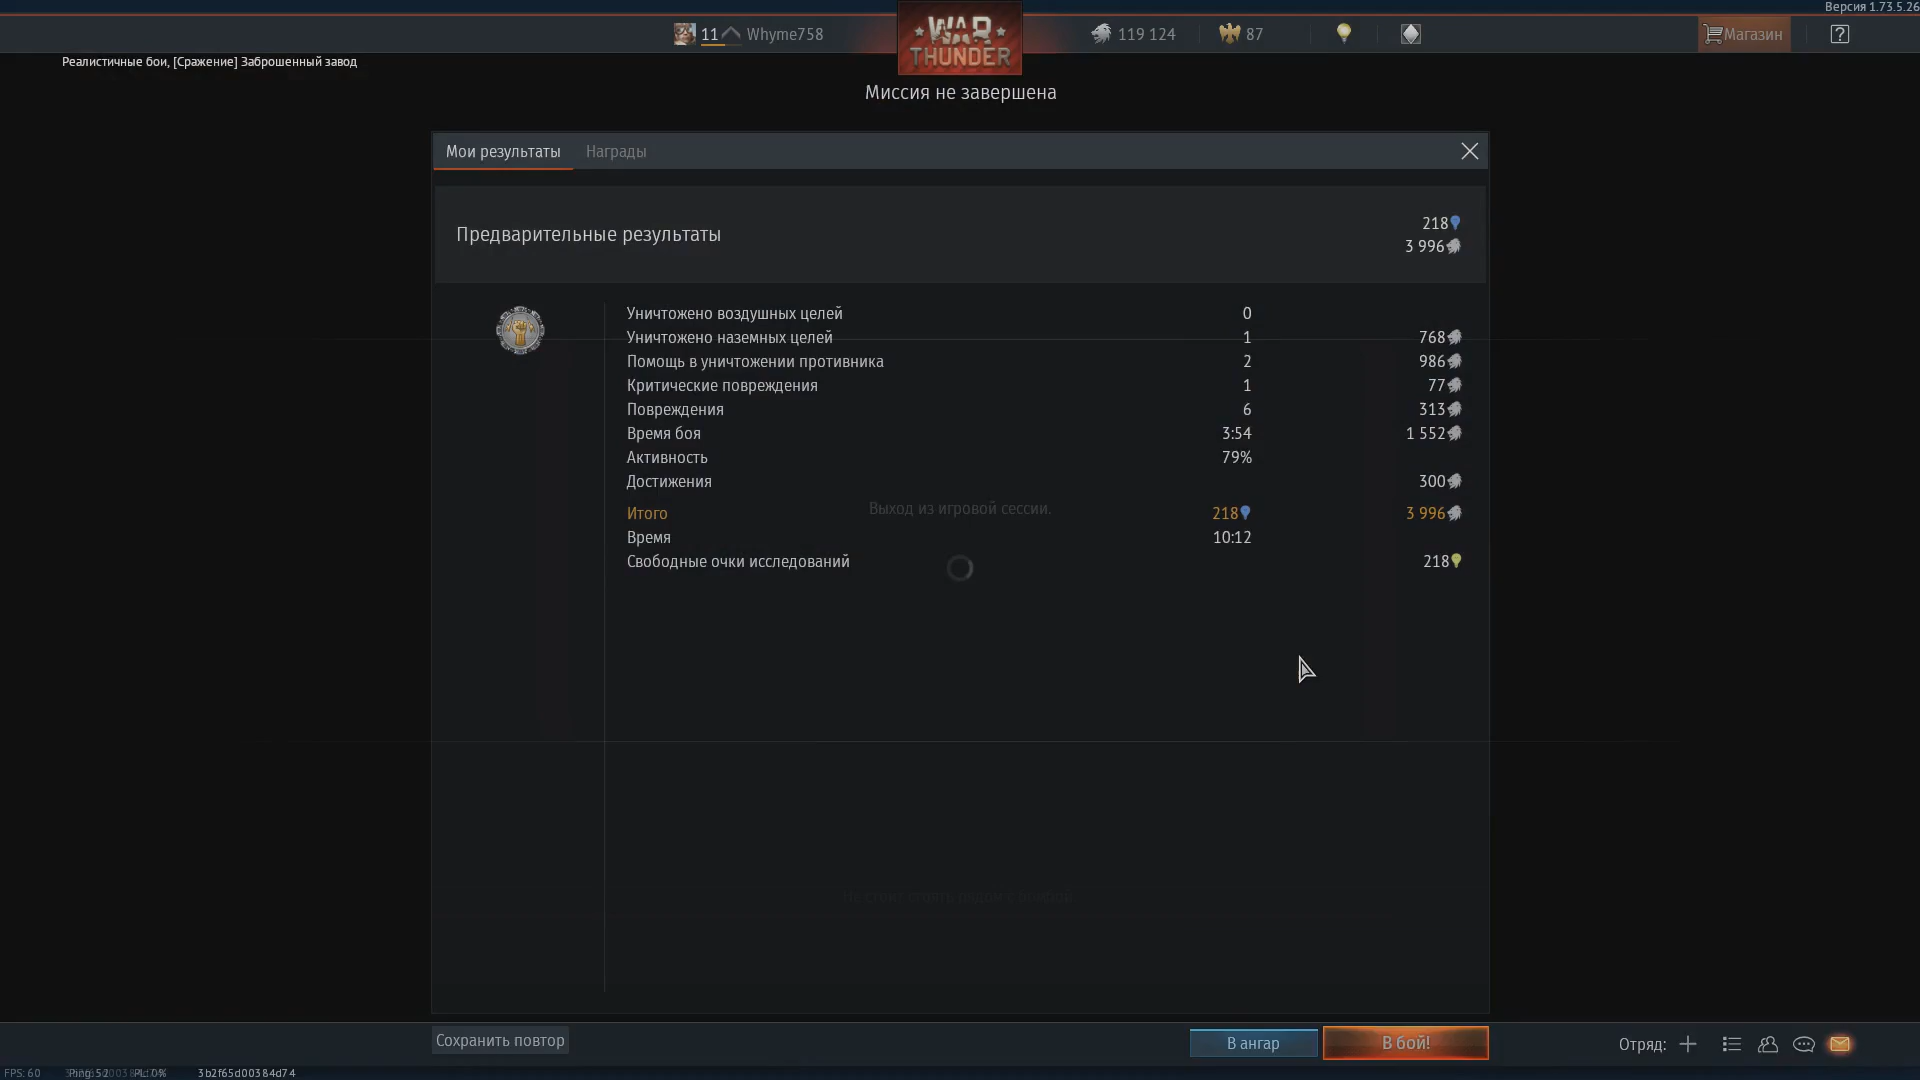 Версия 1.73.5.26
11 Whyme758
WAR THUNDER
119 124
87
Магазин
Реалистичные бои, [Сражение] Заброшенный завод
Миссия не завершена
Мои результаты Награды
Предварительные результаты
218
3 996
Уничтожено воздушных целей 0
Уничтожено наземных целей 1 768
Помощь в уничтожении противника 2 986
Критические повреждения 1 77
Повреждения 6 313
Время боя 3:54 1 552
Активность 79%
Достижения 300
Выход из игровой сессии.
Итого 218 3 996
Время 10:12
Свободные очки исследований 218
Сохранить повтор
В ангар
В бой!
Отряд:
FPS: 60 Ping: 52 PL: 0% 3b2f65d00384d74